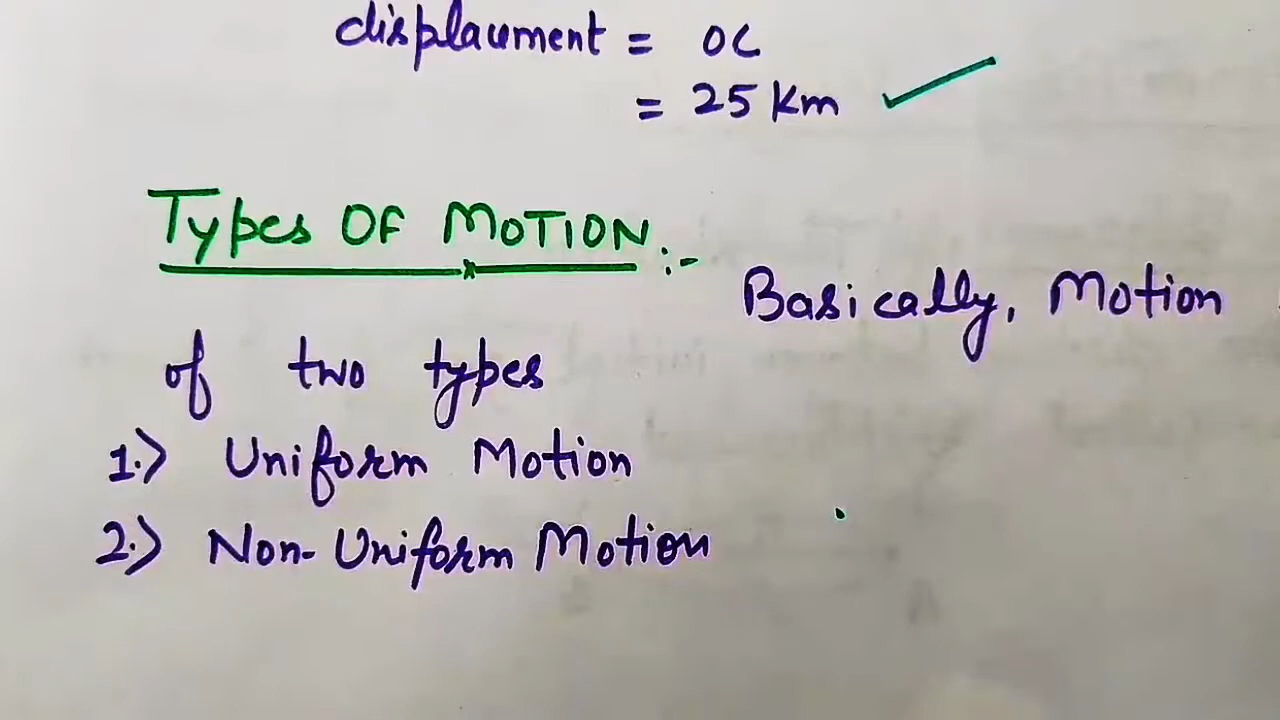 displacement = OC
= 25 Km
Types OF MOTION :-
Basically, Motion
of two types
1.) Uniform Motion
2.) Non-Uniform Motion